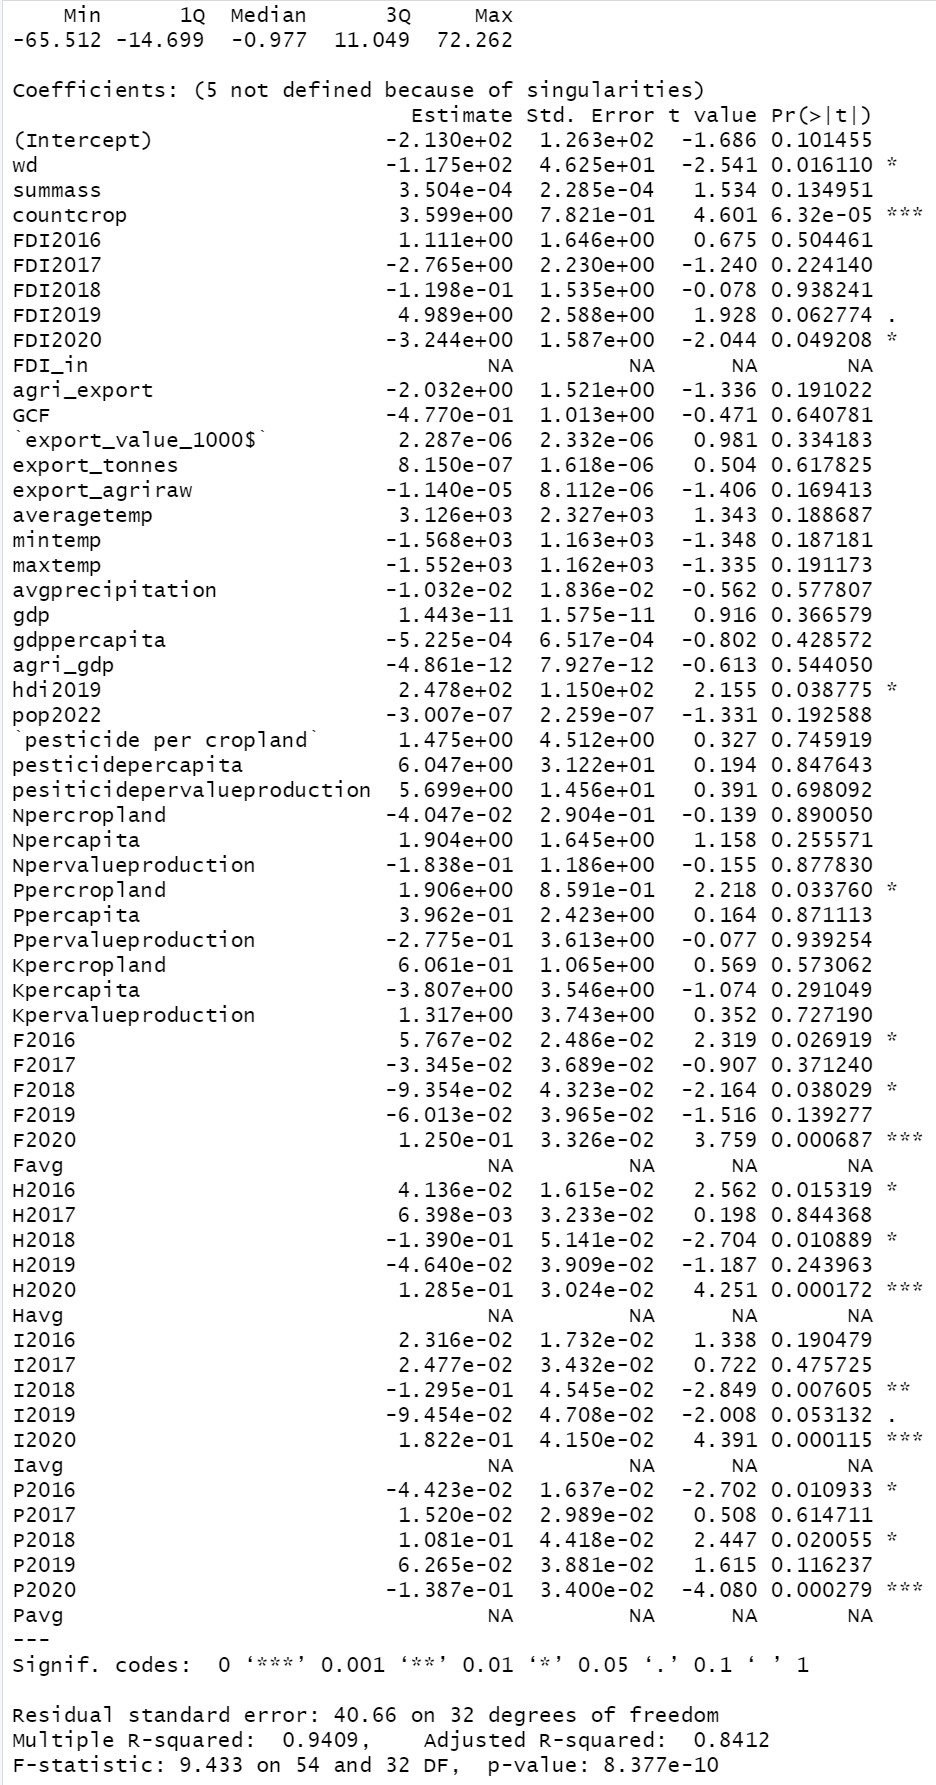 Min 1Q Median 3Q Max
-65.512 -14.699 -0.977 11.049 72.262
Coefficients: (5 not defined because of singularities)
Estimate Std. Error t value Pr(>|t|)
(Intercept) -2.130e+02 1.263e+02 -1.686 0.101455
wd -1.175e+02 4.625e+01 -2.541 0.016110 *
summass 3.504e-04 2.285e-04 1.534 0.134951
countcrop 3.599e+00 7.821e-01 4.601 6.32e-05 ***
FDI2016 1.111e+00 1.646e+00 0.675 0.504461
FDI2017 -2.765e+00 2.230e+00 -1.240 0.224140
FDI2018 -1.198e-01 1.535e+00 -0.078 0.938241
FDI2019 4.989e+00 2.588e+00 1.928 0.062774 .
FDI2020 -3.244e+00 1.587e+00 -2.044 0.049208 *
FDI_in NA NA NA NA
agri_export -2.032e+00 1.521e+00 -1.336 0.191022
GCF -4.770e-01 1.013e+00 -0.471 0.640781
`export_value_1000$` 2.287e-06 2.332e-06 0.981 0.334183
export_tonnes 8.150e-07 1.618e-06 0.504 0.617825
export_agriraw -1.140e-05 8.112e-06 -1.406 0.169413
averagetemp 3.126e+03 2.327e+03 1.343 0.188687
mintemp -1.568e+03 1.163e+03 -1.348 0.187181
maxtemp -1.552e+03 1.162e+03 -1.335 0.191173
avgprecipitation -1.032e-02 1.836e-02 -0.562 0.577807
gdp 1.443e-11 1.575e-11 0.916 0.366579
gdppercapita -5.225e-04 6.517e-04 -0.802 0.428572
agri_gdp -4.861e-12 7.927e-12 -0.613 0.544050
hdi2019 2.478e+02 1.150e+02 2.155 0.038775 *
pop2022 -3.007e-07 2.259e-07 -1.331 0.192588
`pesticide per cropland` 1.475e+00 4.512e+00 0.327 0.745919
pesticidepercapita 6.047e+00 3.122e+01 0.194 0.847643
pesiticidepervalueproduction 5.699e+00 1.456e+01 0.391 0.698092
Npercropland -4.047e-02 2.904e-01 -0.139 0.890050
Npercapita 1.904e+00 1.645e+00 1.158 0.255571
Npervalueproduction -1.838e-01 1.186e+00 -0.155 0.877830
Ppercropland 1.906e+00 8.591e-01 2.218 0.033760 *
Ppercapita 3.962e-01 2.423e+00 0.164 0.871113
Ppervalueproduction -2.775e-01 3.613e+00 -0.077 0.939254
Kpercropland 6.061e-01 1.065e+00 0.569 0.573062
Kpercapita -3.807e+00 3.546e+00 -1.074 0.291049
Kpervalueproduction 1.317e+00 3.743e+00 0.352 0.727190
F2016 5.767e-02 2.486e-02 2.319 0.026919 *
F2017 -3.345e-02 3.689e-02 -0.907 0.371240
F2018 -9.354e-02 4.323e-02 -2.164 0.038029 *
F2019 -6.013e-02 3.965e-02 -1.516 0.139277
F2020 1.250e-01 3.326e-02 3.759 0.000687 ***
Favg NA NA NA NA
H2016 4.136e-02 1.615e-02 2.562 0.015319 *
H2017 6.398e-03 3.233e-02 0.198 0.844368
H2018 -1.390e-01 5.141e-02 -2.704 0.010889 *
H2019 -4.640e-02 3.909e-02 -1.187 0.243963
H2020 1.285e-01 3.024e-02 4.251 0.000172 ***
Havg NA NA NA NA
I2016 2.316e-02 1.732e-02 1.338 0.190479
I2017 2.477e-02 3.432e-02 0.722 0.475725
I2018 -1.295e-01 4.545e-02 -2.849 0.007605 **
I2019 -9.454e-02 4.708e-02 -2.008 0.053132 .
I2020 1.822e-01 4.150e-02 4.391 0.000115 ***
Iavg NA NA NA NA
P2016 -4.423e-02 1.637e-02 -2.702 0.010933 *
P2017 1.520e-02 2.989e-02 0.508 0.614711
P2018 1.081e-01 4.418e-02 2.447 0.020055 *
P2019 6.265e-02 3.881e-02 1.615 0.116237
P2020 -1.387e-01 3.400e-02 -4.080 0.000279 ***
Pavg NA NA NA NA
---
Signif. codes: 0 ‘***’ 0.001 ‘**’ 0.01 ‘*’ 0.05 ‘.’ 0.1 ‘ ’ 1
Residual standard error: 40.66 on 32 degrees of freedom
Multiple R-squared: 0.9409, Adjusted R-squared: 0.8412
F-statistic: 9.433 on 54 and 32 DF, p-value: 8.377e-10